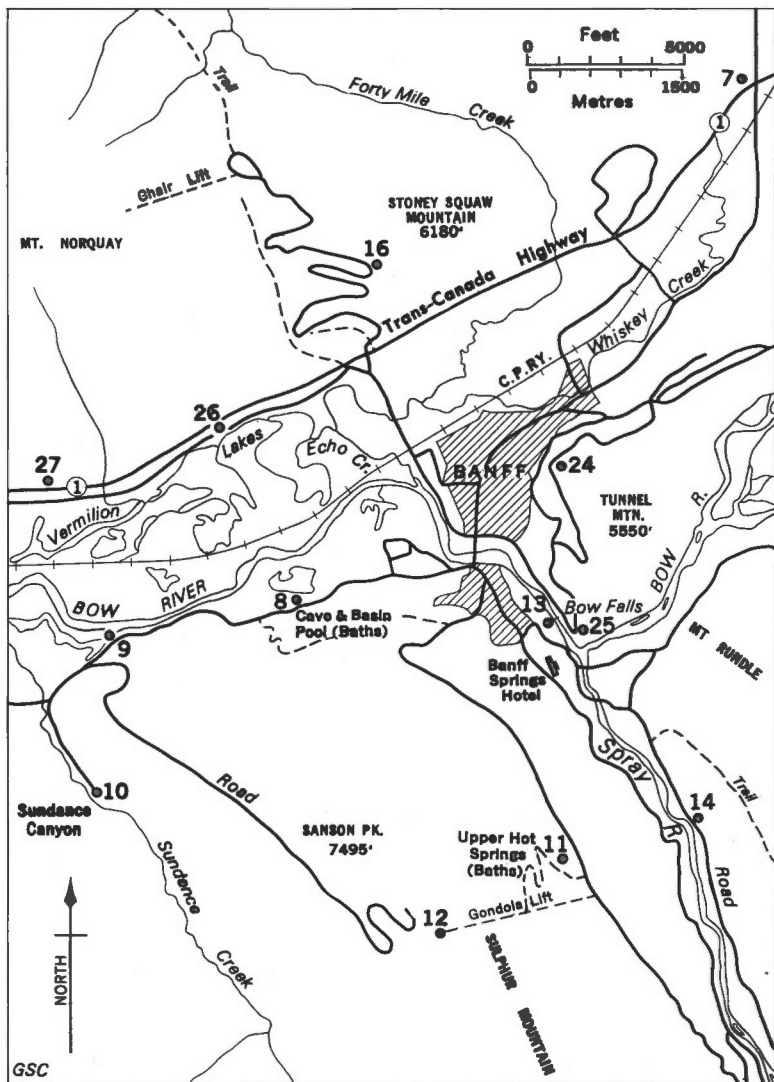 Feet
0 5000
0 1500
Metres
7
1
Trail
Forty Mile
Creek
Chair Lift
STONEY SQUAW
MOUNTAIN
6180'
MT. NORQUAY
16
Trans-Canada Highway
Creek
Whiskey
C.P.RY.
26
Lakes
Echo Cr.
27
1
Vermilion
BANFF
24
TUNNEL
MTN.
5550'
BOW R.
BOW RIVER
8
Cave & Basin
Pool (Baths)
9
13
Bow Falls
25
MT RUNDLE
Banff
Springs
Hotel
Spray R
10
Sundance
Canyon
Road
SANSON PK.
7495'
Sundance
Creek
Upper Hot
Springs
(Baths)
11
14
Trail
Road
12
Gondola Lift
SULPHUR MOUNTAIN
NORTH
GSC